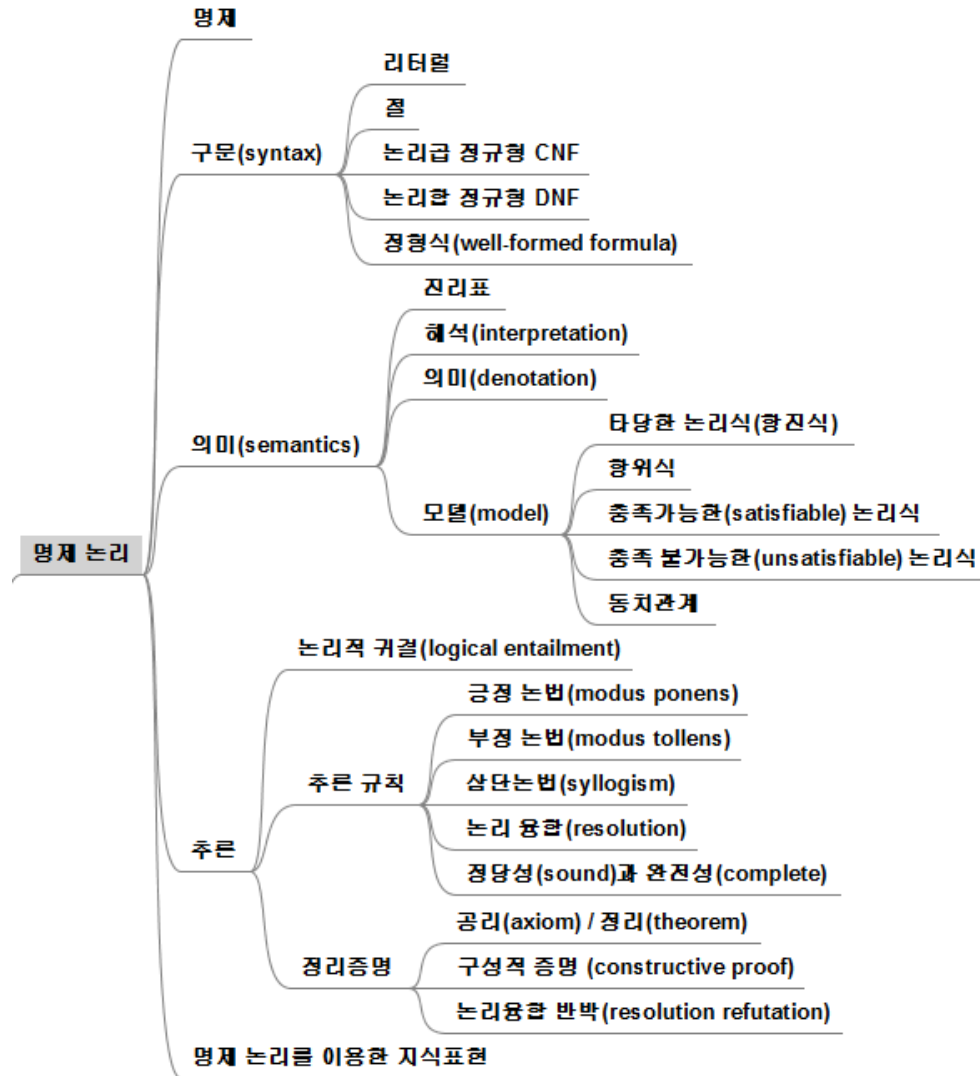 명제
리터럴
절
구문(syntax)
논리곱 정규형 CNF
논리합 정규형 DNF
정형식(well-formed formula)
진리표
해석(interpretation)
의미(denotation)
타당한 논리식(항진식)
의미(semantics)
항위식
모델(model)
충족가능한(satisfiable) 논리식
명제 논리
충족 불가능한(unsatisfiable) 논리식
동치관계
논리적 귀결(logical entailment)
긍정 논법(modus ponens)
부정 논법(modus tollens)
추론 규칙
삼단논법(syllogism)
논리 융합(resolution)
추론
정당성(sound)과 완전성(complete)
공리(axiom) / 정리(theorem)
정리증명
구성적 증명 (constructive proof)
논리융합 반박(resolution refutation)
명제 논리를 이용한 지식표현